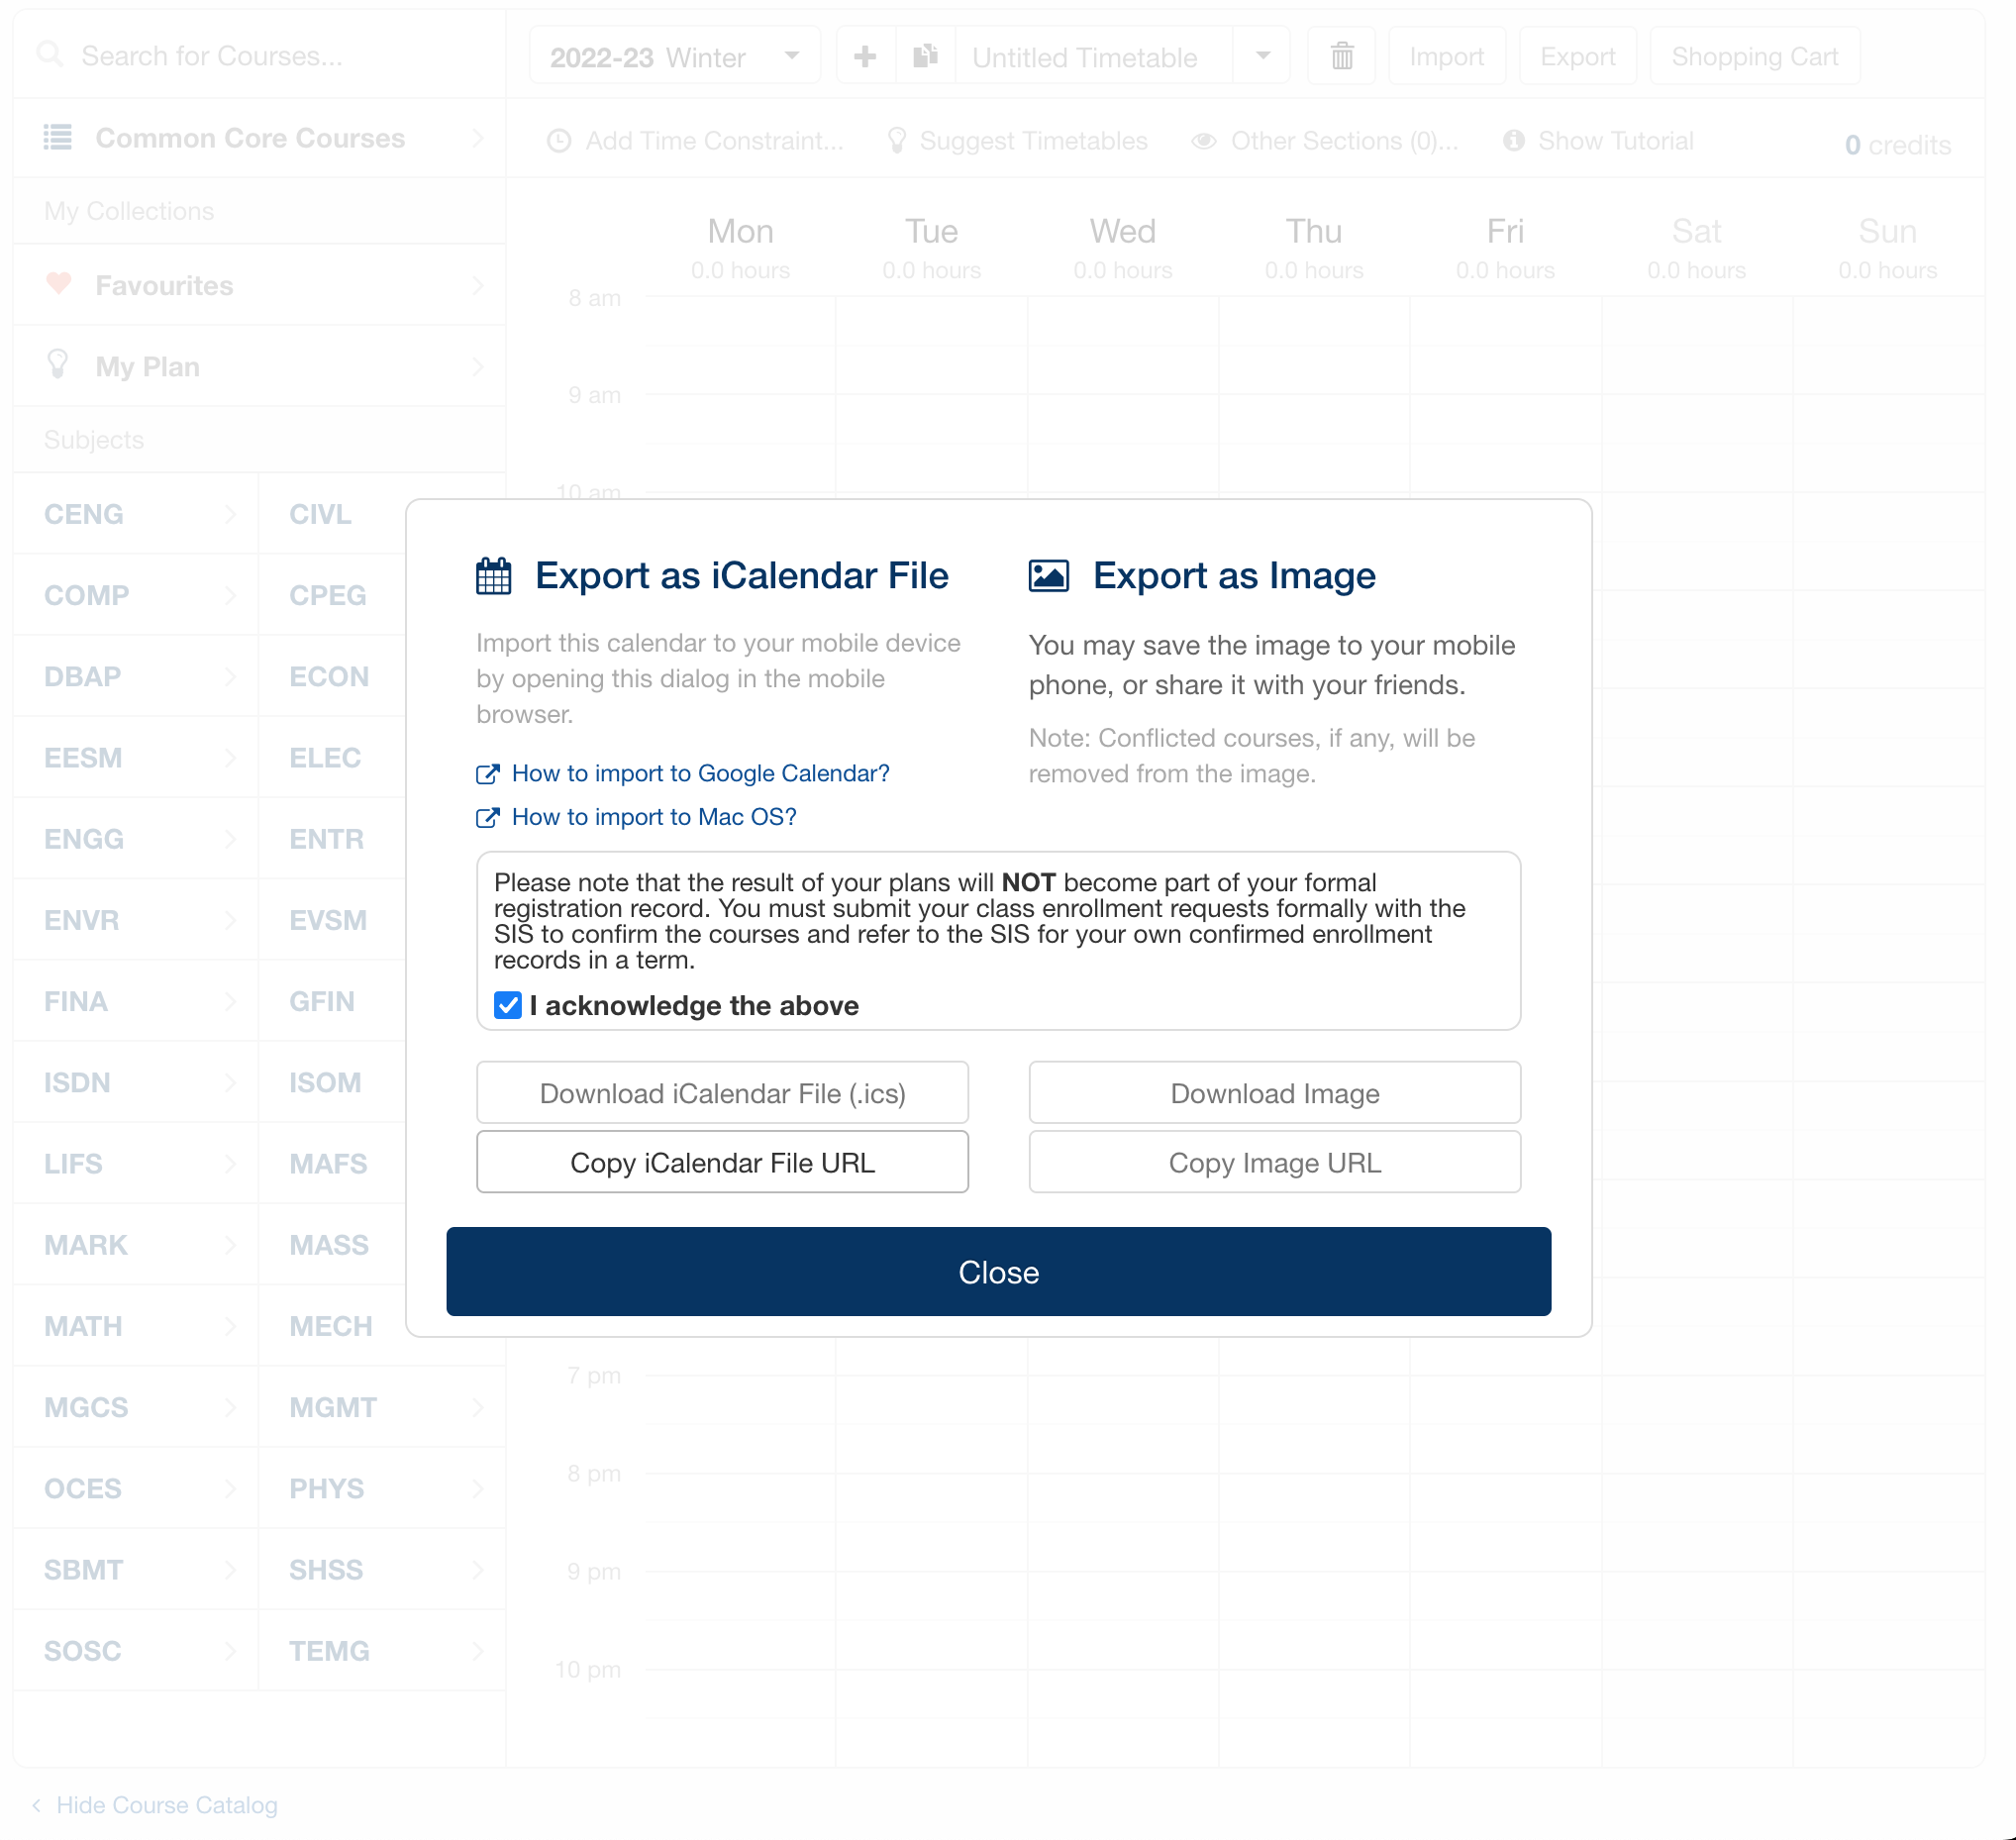 Search for Courses...
2022-23 Winter
Untitled Timetable
Import
Export
Shopping Cart
Common Core Courses
Add Time Constraint...
Suggest Timetables
Other Sections (0)...
Show Tutorial
0 credits
My Collections
Favourites
My Plan
Subjects
CENG
CIVL
COMP
CPEG
DBAP
ECON
EESM
ELEC
ENGG
ENTR
ENVR
EVSM
FINA
GFIN
ISDN
ISOM
LIFS
MAFS
MARK
MASS
MATH
MECH
MGCS
MGMT
OCES
PHYS
SBMT
SHSS
SOSC
TEMG
Hide Course Catalog
Mon Tue Wed Thu Fri Sat Sun
0.0 hours 0.0 hours 0.0 hours 0.0 hours 0.0 hours 0.0 hours 0.0 hours
8 am
9 am
10 am
Export as iCalendar File
Import this calendar to your mobile device
by opening this dialog in the mobile
browser.
How to import to Google Calendar?
How to import to Mac OS?
Export as Image
You may save the image to your mobile
phone, or share it with your friends.
Note: Conflicted courses, if any, will be
removed from the image.
Please note that the result of your plans will NOT become part of your formal
registration record. You must submit your class enrollment requests formally with the
SIS to confirm the courses and refer to the SIS for your own confirmed enrollment
records in a term.
I acknowledge the above
Download iCalendar File (.ics)
Download Image
Copy iCalendar File URL
Copy Image URL
Close
7 pm
8 pm
9 pm
10 pm